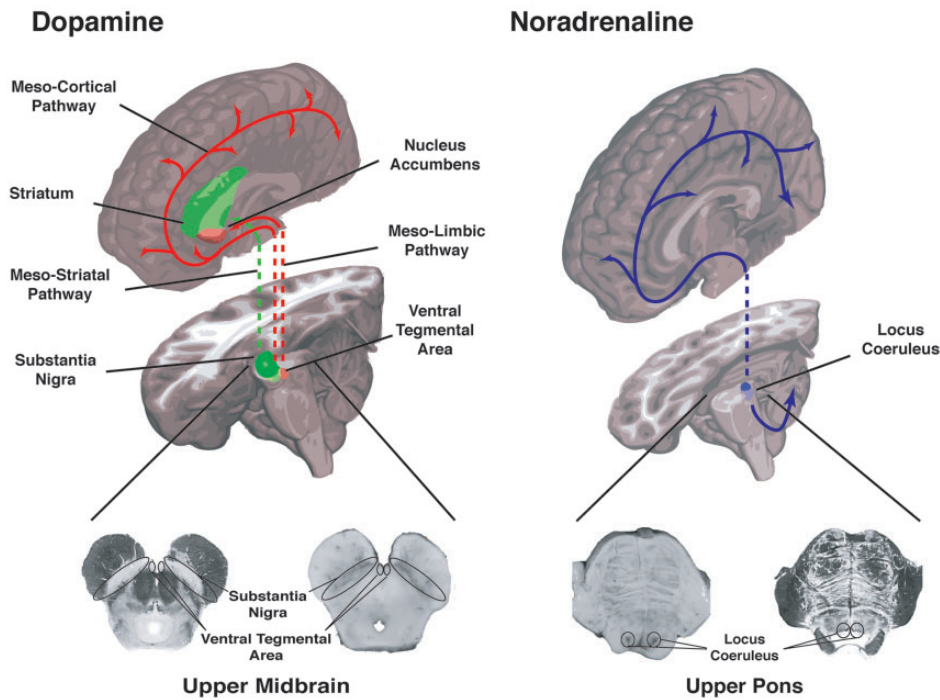 Dopamine
Noradrenaline
Meso-Cortical
Pathway
Nucleus
Accumbens
Striatum
Meso-Limbic
Pathway
Meso-Striatal
Pathway
Ventral
Tegmental
Area
Substantia
Nigra
Locus
Coeruleus
Substantia
Nigra
Ventral Tegmental
Area
Locus
Coeruleus
Upper Midbrain
Upper Pons